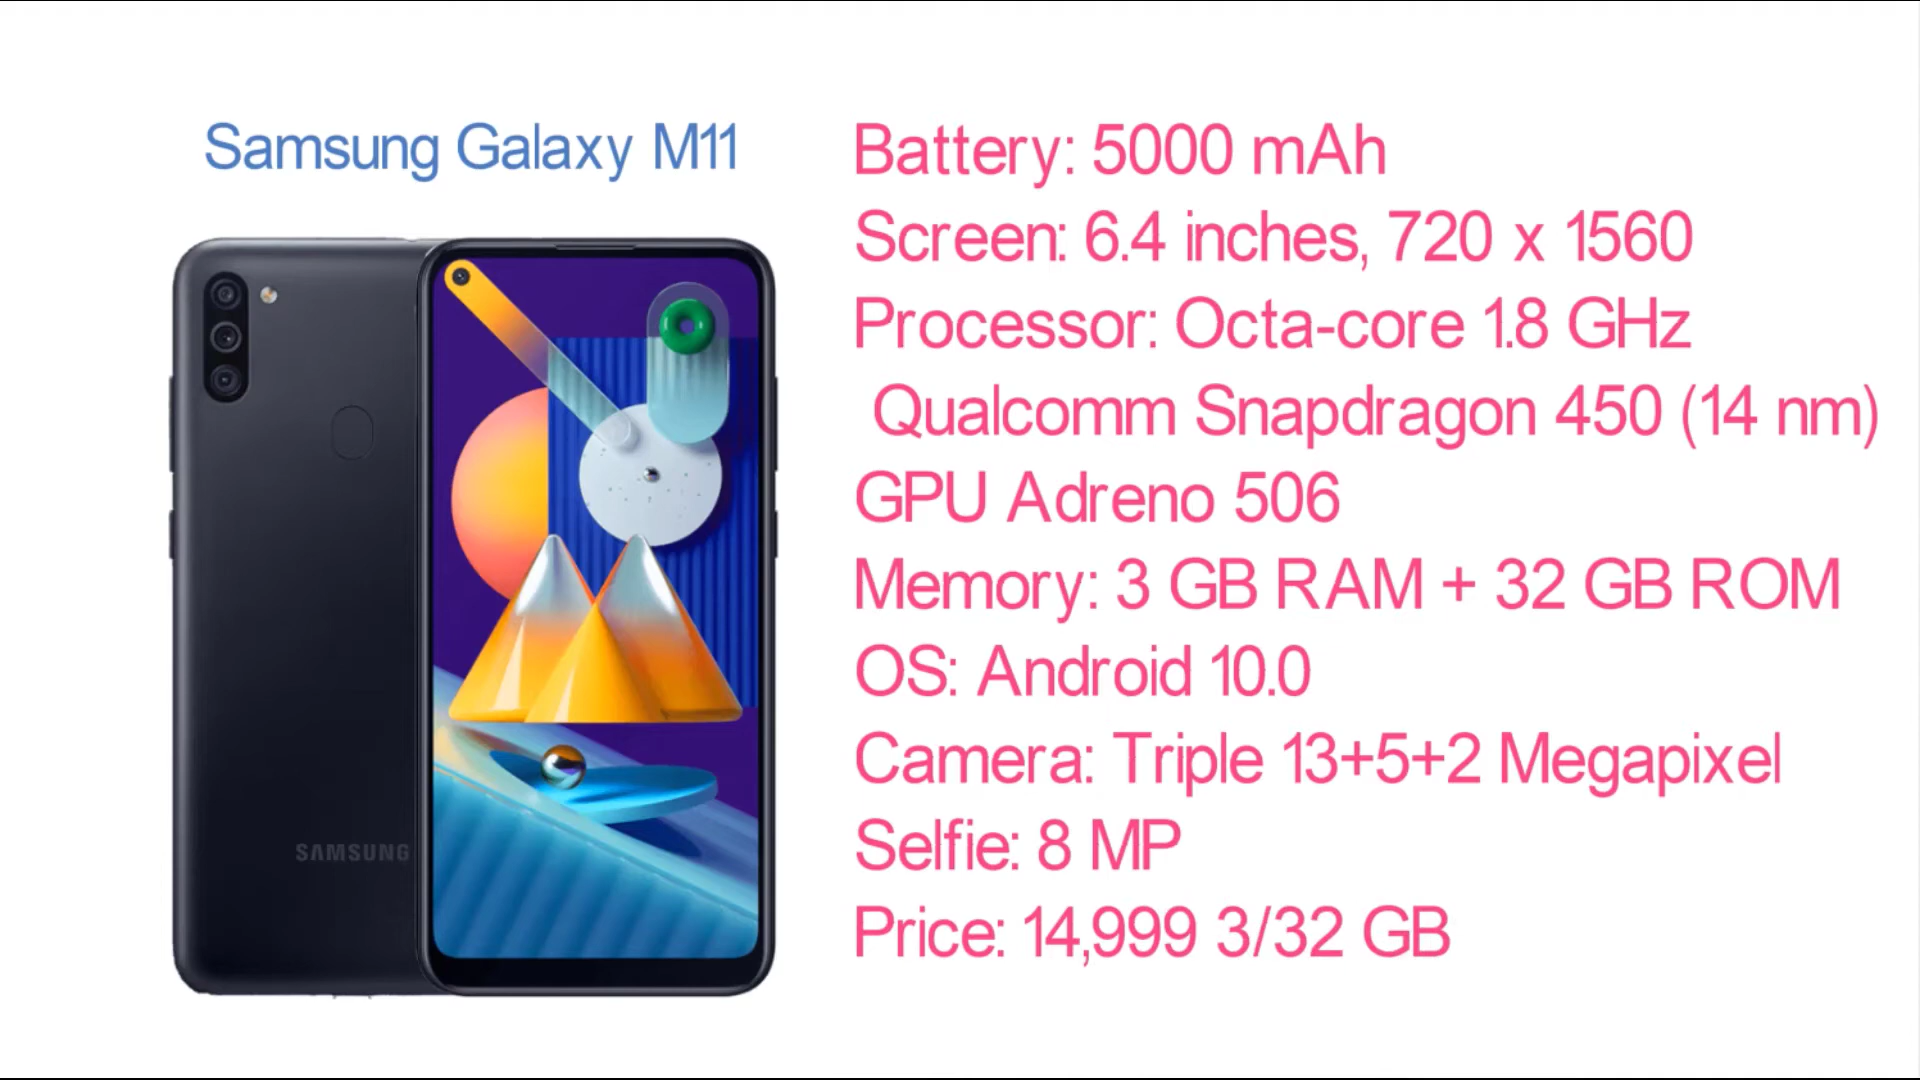 Samsung Galaxy M11
SAMSUNG
Battery: 5000 mAh
Screen: 6.4 inches, 720 x 1560
Processor: Octa-core 1.8 GHz
Qualcomm Snapdragon 450 (14 nm)
GPU Adreno 506
Memory: 3 GB RAM + 32 GB ROM
OS: Android 10.0
Camera: Triple 13+5+2 Megapixel
Selfie: 8 MP
Price: 14,999 3/32 GB